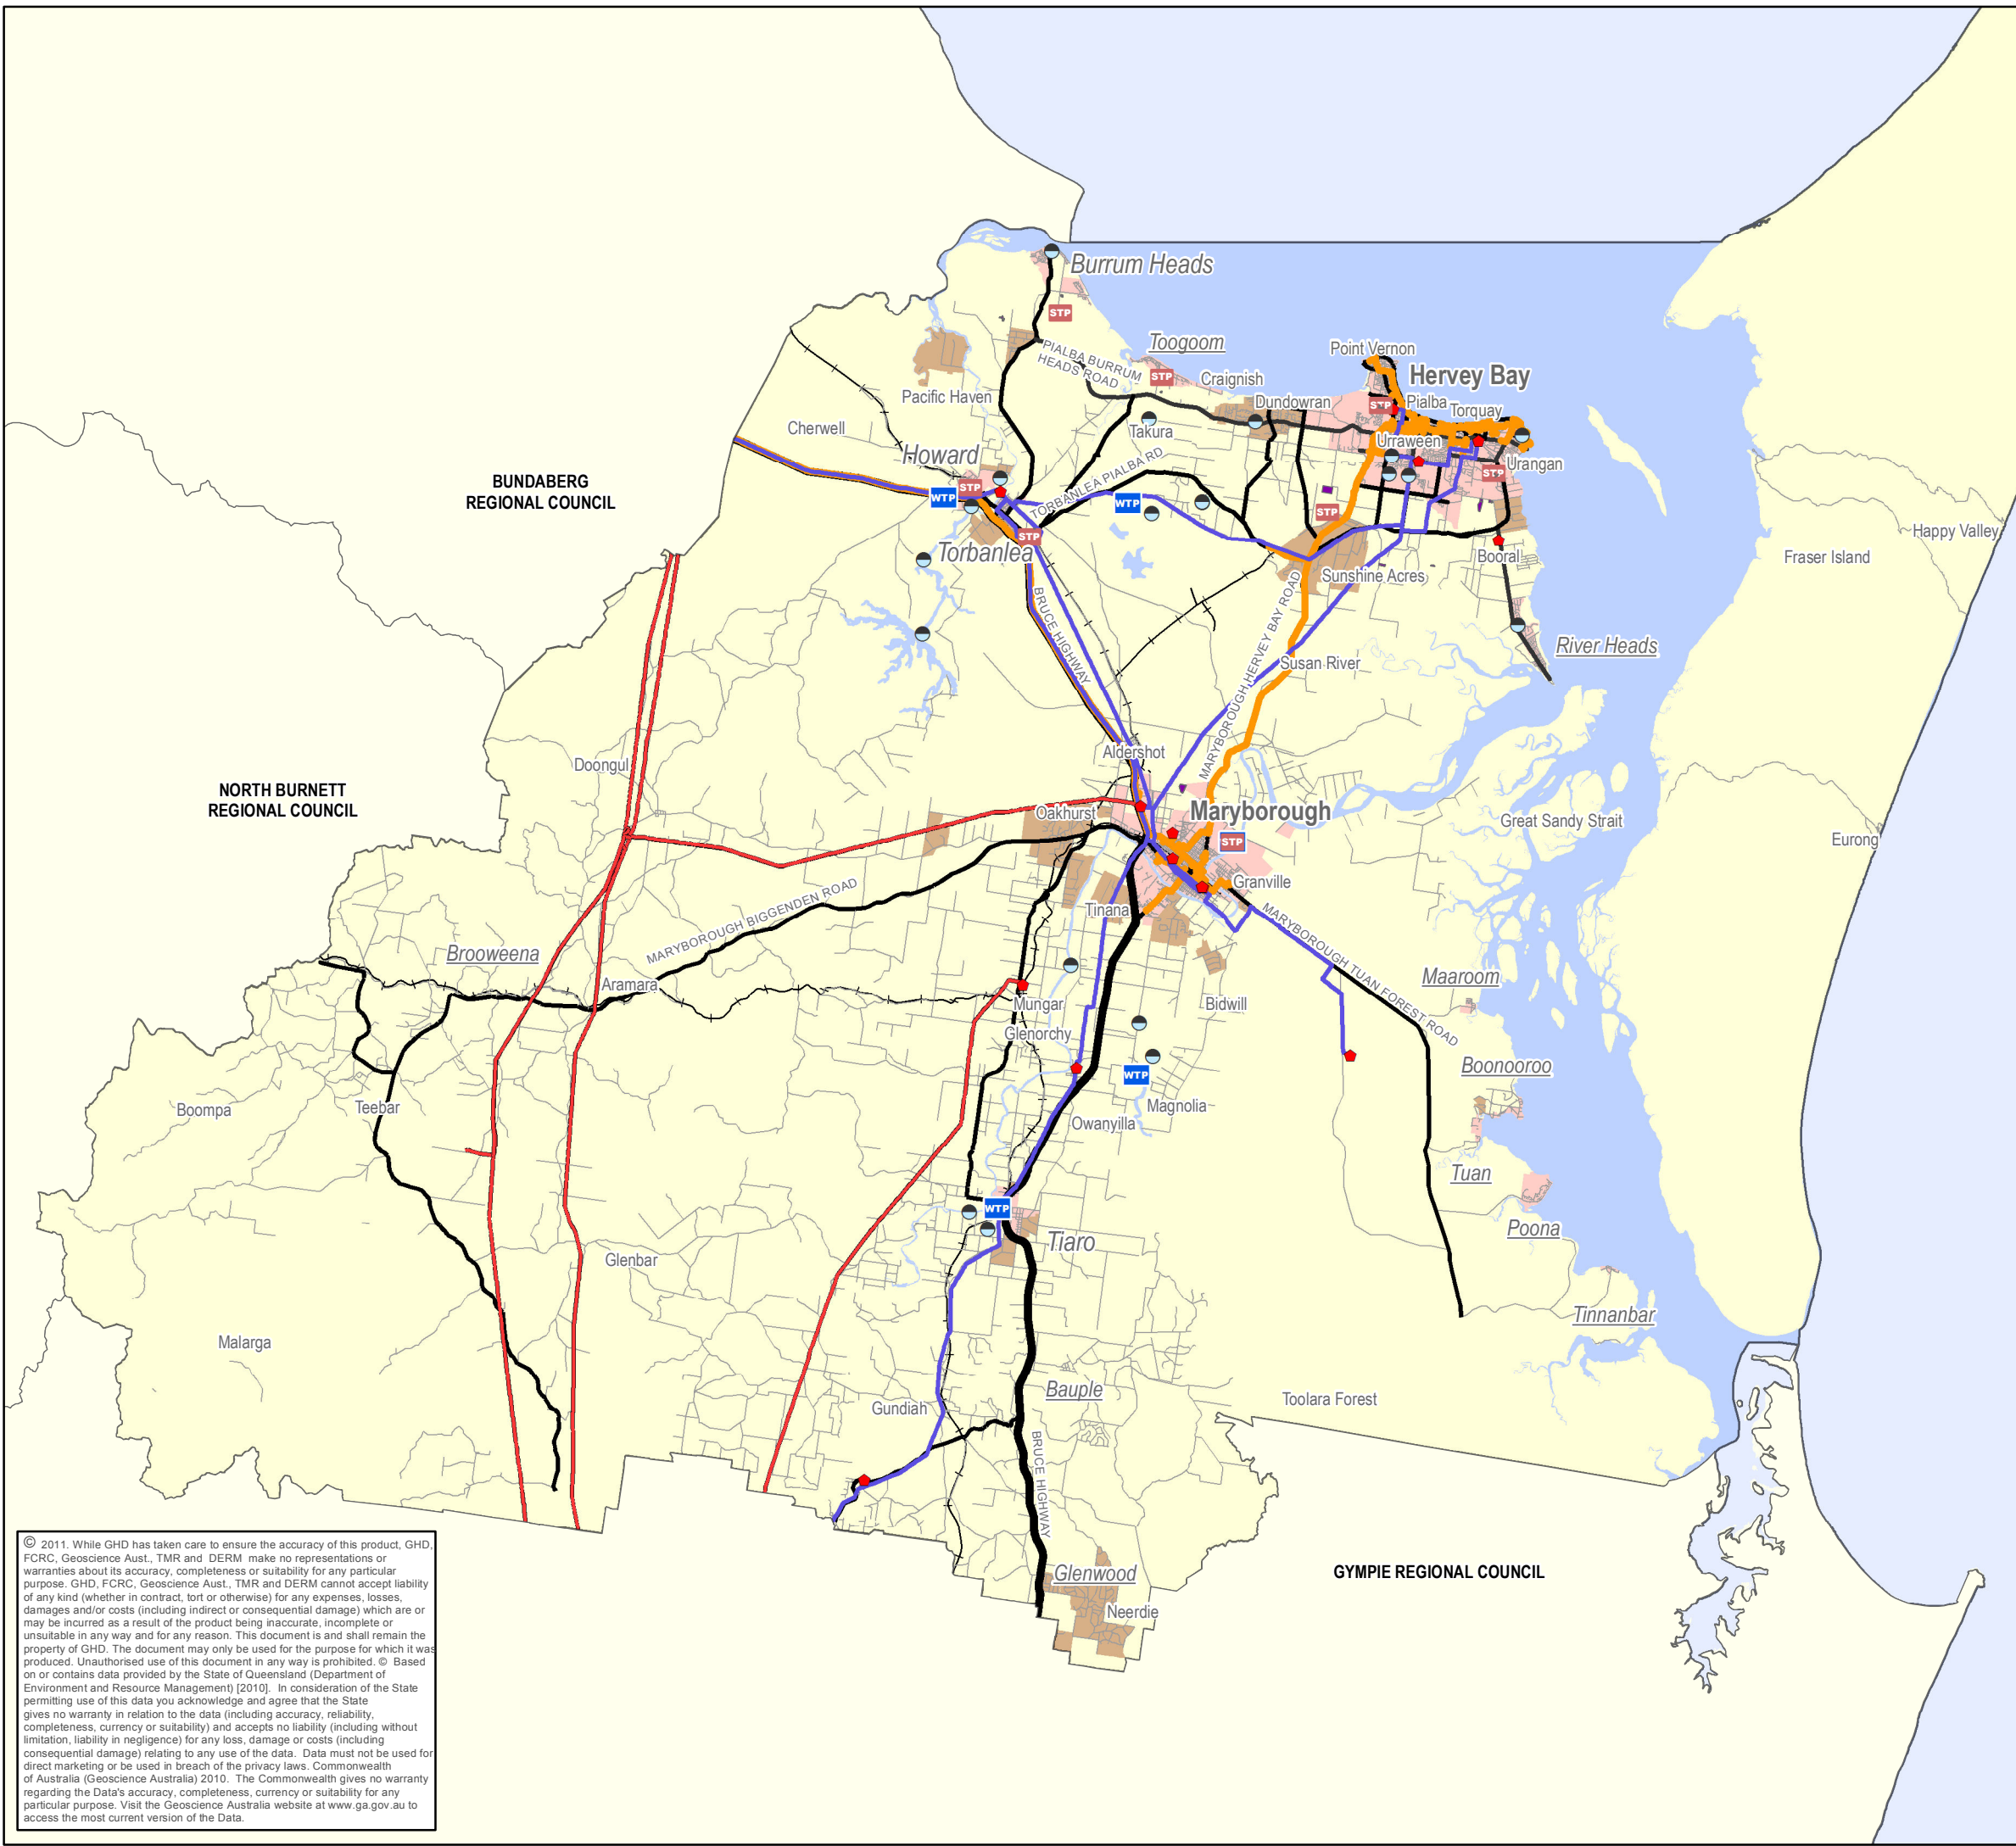 Burrum Heads
PIALBA BURRUM
HEADS ROAD
STP
Toogoom
STP
Craignish
Point Vernon
Hervey Bay
Dundowran
STP
Pialba
Torquay
Pacific Haven
Cherwell
Takura
Urraween
Urangan
STP
Howard
BUNDABERG
REGIONAL COUNCIL
STP
WTP
TORBANLEA PIALBA RD
WTP
STP
STP
Torbanlea
Booral
Sunshine Acres
Happy Valley
Fraser Island
BRUCE HIGHWAY
MARYBOROUGH HERVEY BAY ROAD
River Heads
Susan River
Aldershot
Doongul
NORTH BURNETT
REGIONAL COUNCIL
Oakhurst
Maryborough
STP
Great Sandy Strait
Eurong
Granville
Tinana
MARYBOROUGH BIGGENDEN ROAD
MARYBOROUGH TUAN FOREST ROAD
Brooweena
Aramara
Maaroom
Mungar
Bidwill
Glenorchy
Boonooroo
WTP
Boompa
Teebar
Magnolia
Owanyilla
Tuan
WTP
Poona
Tiaro
Glenbar
Tinnanbar
Malarga
Bauple
Toolara Forest
Gundiah
BRUCE HIGHWAY
Glenwood
GYMPIE REGIONAL COUNCIL
Neerdie
© 2011. While GHD has taken care to ensure the accuracy of this product, GHD,
FCRC, Geoscience Aust., TMR and DERM make no representations or
warranties about its accuracy, completeness or suitability for any particular
purpose. GHD, FCRC, Geoscience Aust., TMR and DERM cannot accept liability
of any kind (whether in contract, tort or otherwise) for any expenses, losses,
damages and/or costs (including indirect or consequential damage) which are or
may be incurred as a result of the product being inaccurate, incomplete or
unsuitable in any way and for any reason. This document is and shall remain the
property of GHD. The document may only be used for the purpose for which it was
produced. Unauthorised use of this document in any way is prohibited. © Based
on or contains data provided by the State of Queensland (Department of
Environment and Resource Management) [2010]. In consideration of the State
permitting use of this data you acknowledge and agree that the State
gives no warranty in relation to the data (including accuracy, reliability,
completeness, currency or suitability) and accepts no liability (including without
limitation, liability in negligence) for any loss, damage or costs (including
consequential damage) relating to any use of the data. Data must not be used for
direct marketing or be used in breach of the privacy laws. Commonwealth
of Australia (Geoscience Australia) 2010. The Commonwealth gives no warranty
regarding the Data's accuracy, completeness, currency or suitability for any
particular purpose. Visit the Geoscience Australia website at www.ga.gov.au to
access the most current version of the Data.